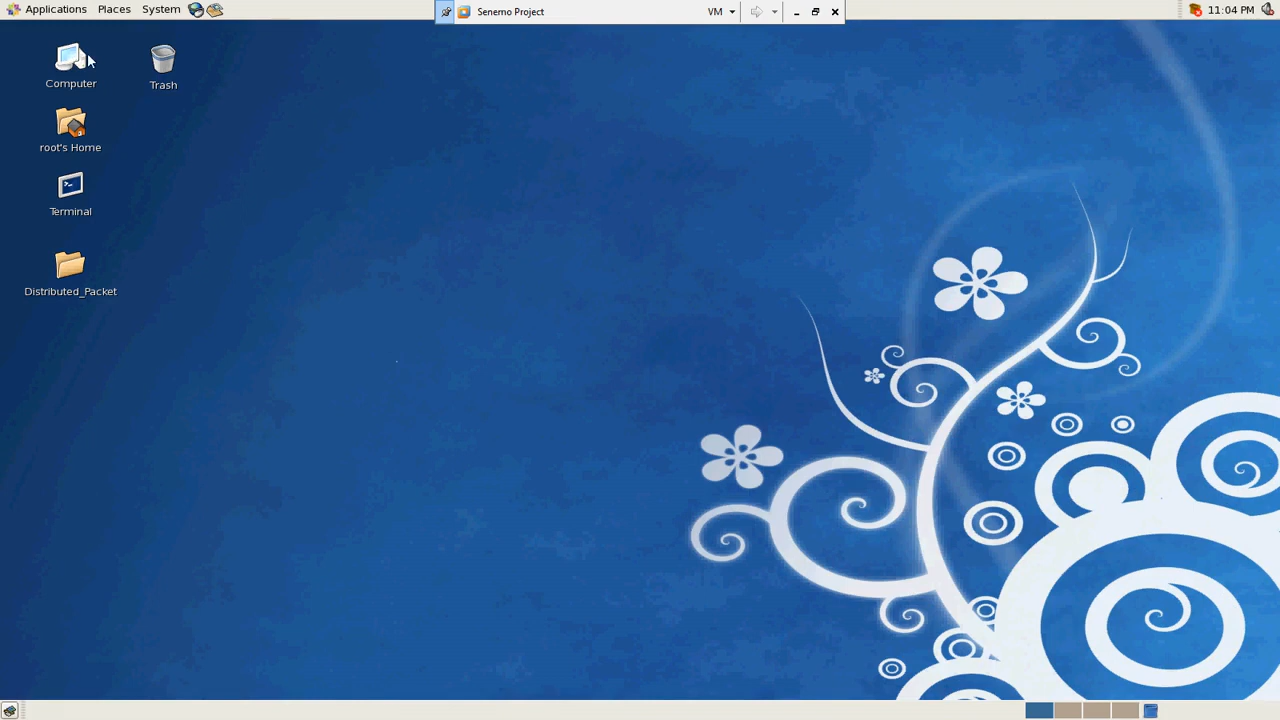 Applications Places System
Senemo Project
VM
11:04 PM
Computer
Trash
root's Home
Terminal
Distributed_Packet